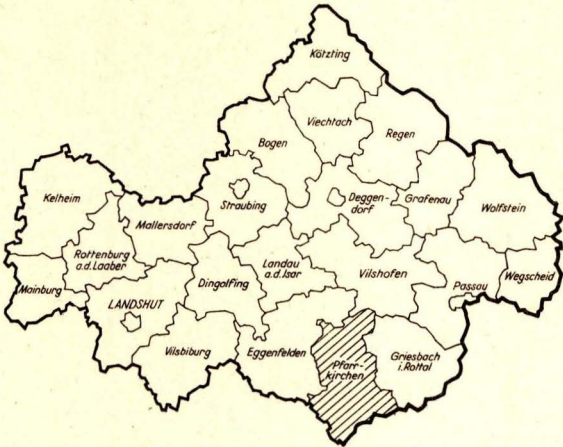 Kötzting
Viechtach
Regen
Bogen
Kelheim
Straubing
Deggen-
dorf
Grafenau
Wolfstein
Mallersdorf
Rottenburg
a.d.Laaber
Landau
a.d.Isar
Vilshofen
Mainburg
Dingolfing
Passau
Wegscheid
LANDSHUT
Vilsbiburg
Eggenfelden
Pfarr-
kirchen
Griesbach
i.Rottal